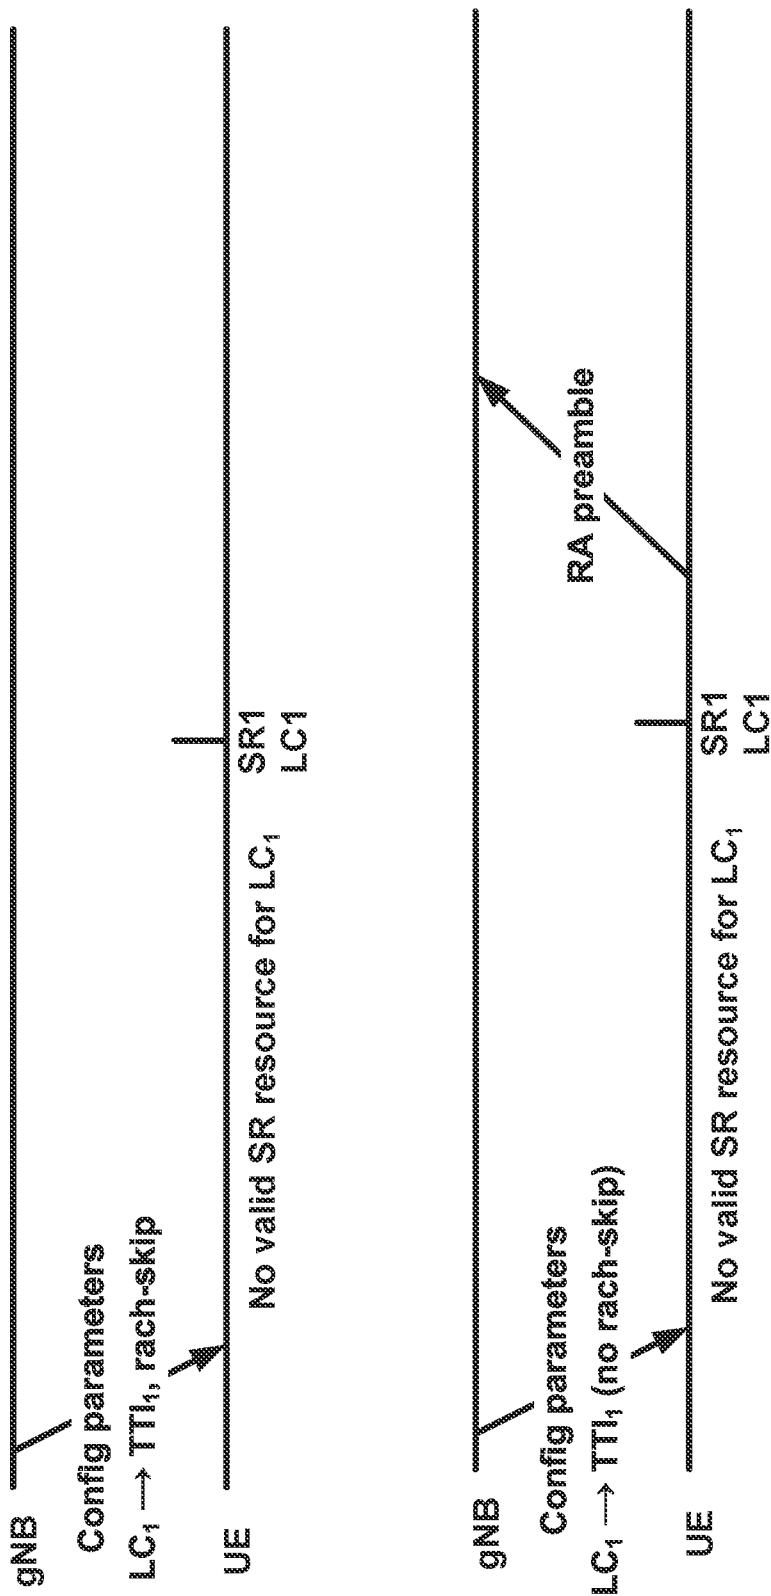 gNB
Config parameters
LC₁ → TTI₁, rach-skip
UE
No valid SR resource for LC₁
SR1
LC1
gNB
Config parameters
LC₁ → TTI₁ (no rach-skip)
RA preamble
UE
No valid SR resource for LC₁
SR1
LC1